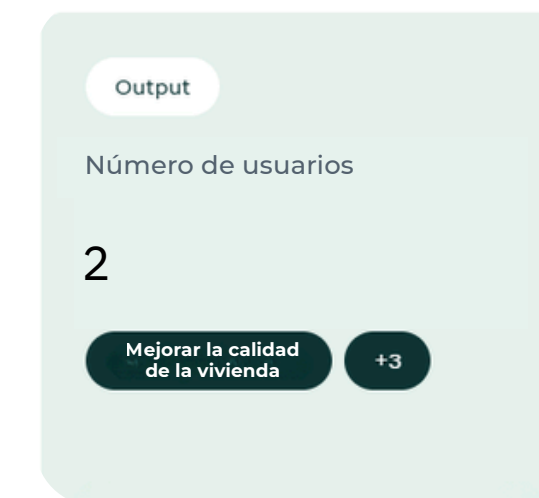 Output
Número de usuarios
2
Mejorar la calidad
de la vivienda
+3